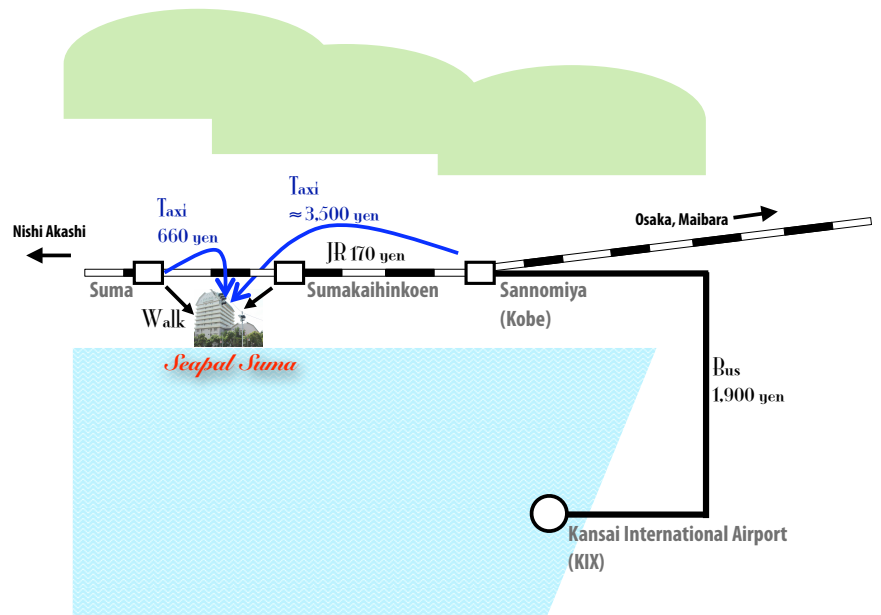 Taxi
≈3,500 yen
Taxi
660 yen
Osaka, Maibara
Nishi Akashi
JR 170 yen
Suma
Sumakaihinkoen
Sannomiya
(Kobe)
Walk
Seapal Suma
Bus
1,900 yen
Kansai International Airport
(KIX)